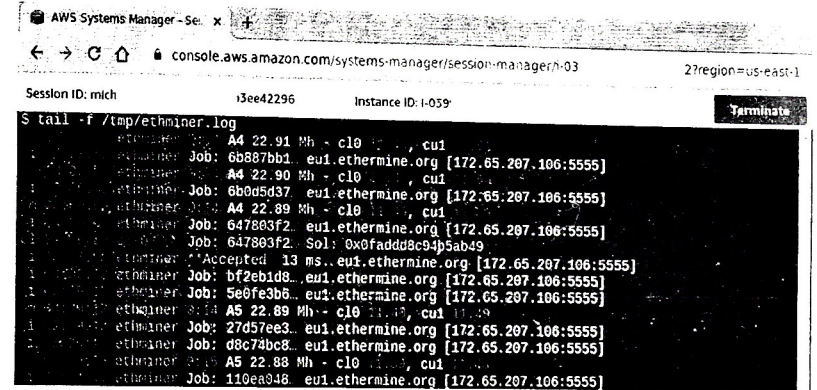 AWS Systems Manager - Se x +
console.aws.amazon.com/systems-manager/session-manager/i-03 2?region=us-east-1
Session ID: mich 13ee42296 Instance ID: i-039 Terminate
$ tail -f /tmp/ethminer.log
A4 22.91 Mh - cl0 , cu1
Job: 6b887bb1… eu1.ethermine.org [172.65.207.106:5555]
A4 22.90 Mh - cl0 , cu1
Job: 6b0d5d37… eu1.ethermine.org [172.65.207.106:5555]
ethminer A4 22.89 Mh - cl0 , cu1
ethminer Job: 647803f2… eu1.ethermine.org [172.65.207.106:5555]
Job: 647803f2… Sol: 0x0faddd8c94b5ab49
ethminer **Accepted 13 ms. eu1.ethermine.org [172.65.207.106:5555]
ethminer Job: bf2eb1d8… eu1.ethermine.org [172.65.207.106:5555]
ethminer Job: 5e0fe3b6… eu1.ethermine.org [172.65.207.106:5555]
ethminer 0:14 A5 22.89 Mh - cl0 11.40, cu1 11.49
ethminer Job: 27d57ee3… eu1.ethermine.org [172.65.207.106:5555]
ethminer Job: d8c74bc8… eu1.ethermine.org [172.65.207.106:5555]
ethminer A5 22.88 Mh - cl0 , cu1
ethminer Job: 110ea048… eu1.ethermine.org [172.65.207.106:5555]